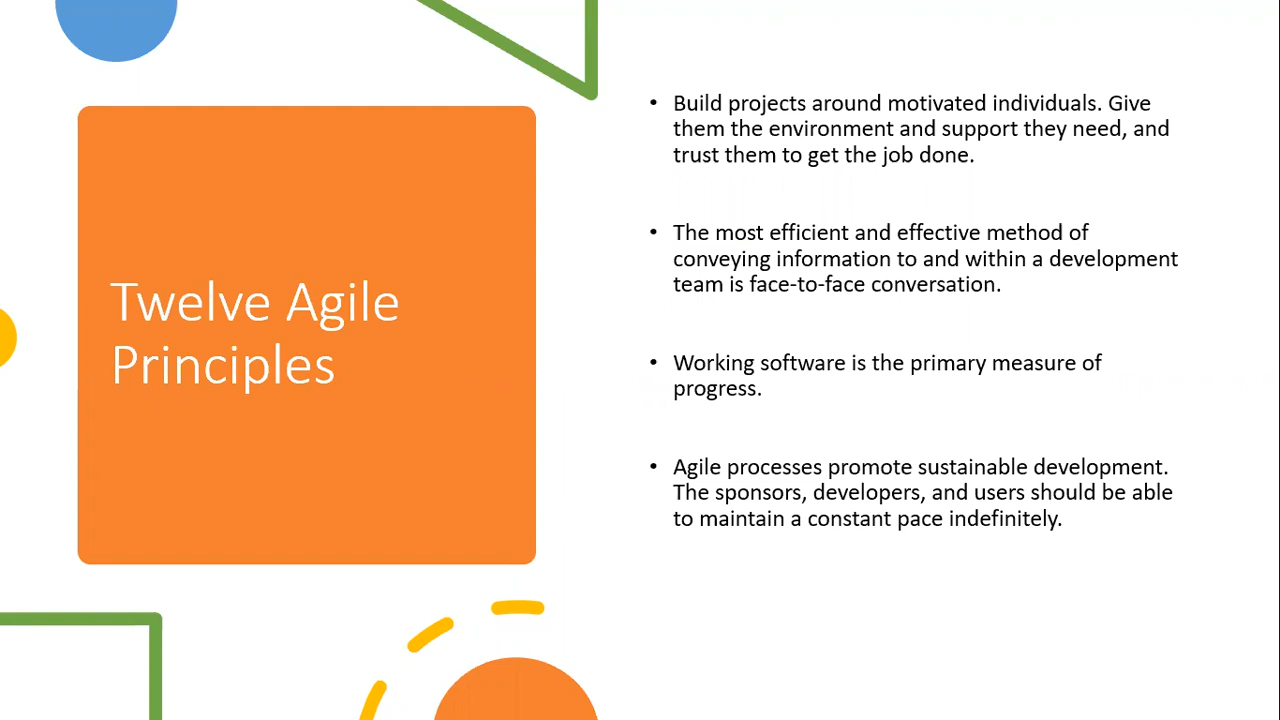 Twelve Agile
Principles
• Build projects around motivated individuals. Give
them the environment and support they need, and
trust them to get the job done.
• The most efficient and effective method of
conveying information to and within a development
team is face-to-face conversation.
• Working software is the primary measure of
progress.
• Agile processes promote sustainable development.
The sponsors, developers, and users should be able
to maintain a constant pace indefinitely.